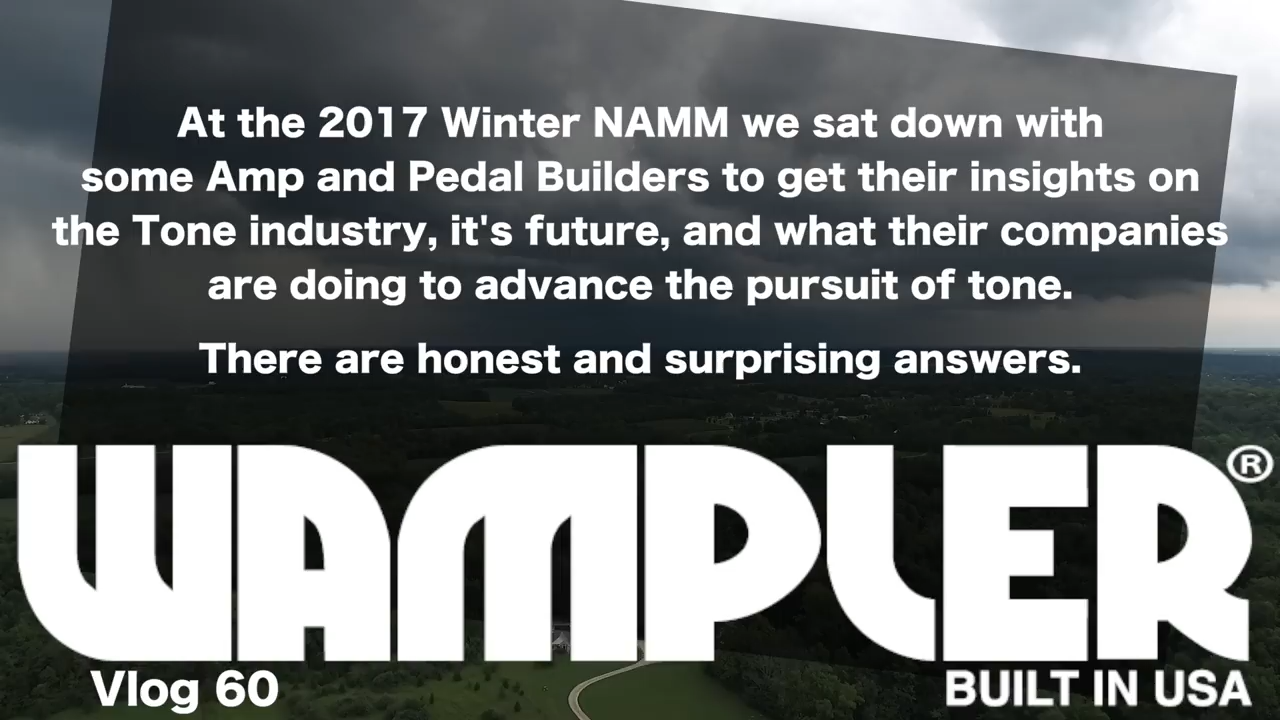 At the 2017 Winter NAMM we sat down with
some Amp and Pedal Builders to get their insights on
the Tone industry, it's future, and what their companies
are doing to advance the pursuit of tone.
There are honest and surprising answers.
WAMPLER®
Vlog 60
BUILT IN USA